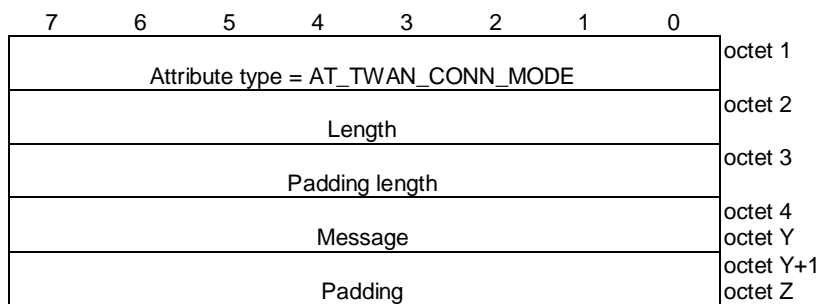 7 6 5 4 3 2 1 0
octet 1
Attribute type = AT_TWAN_CONN_MODE
octet 2
Length
octet 3
Padding length
octet 4
Message octet Y
octet Y+1
Padding octet Z